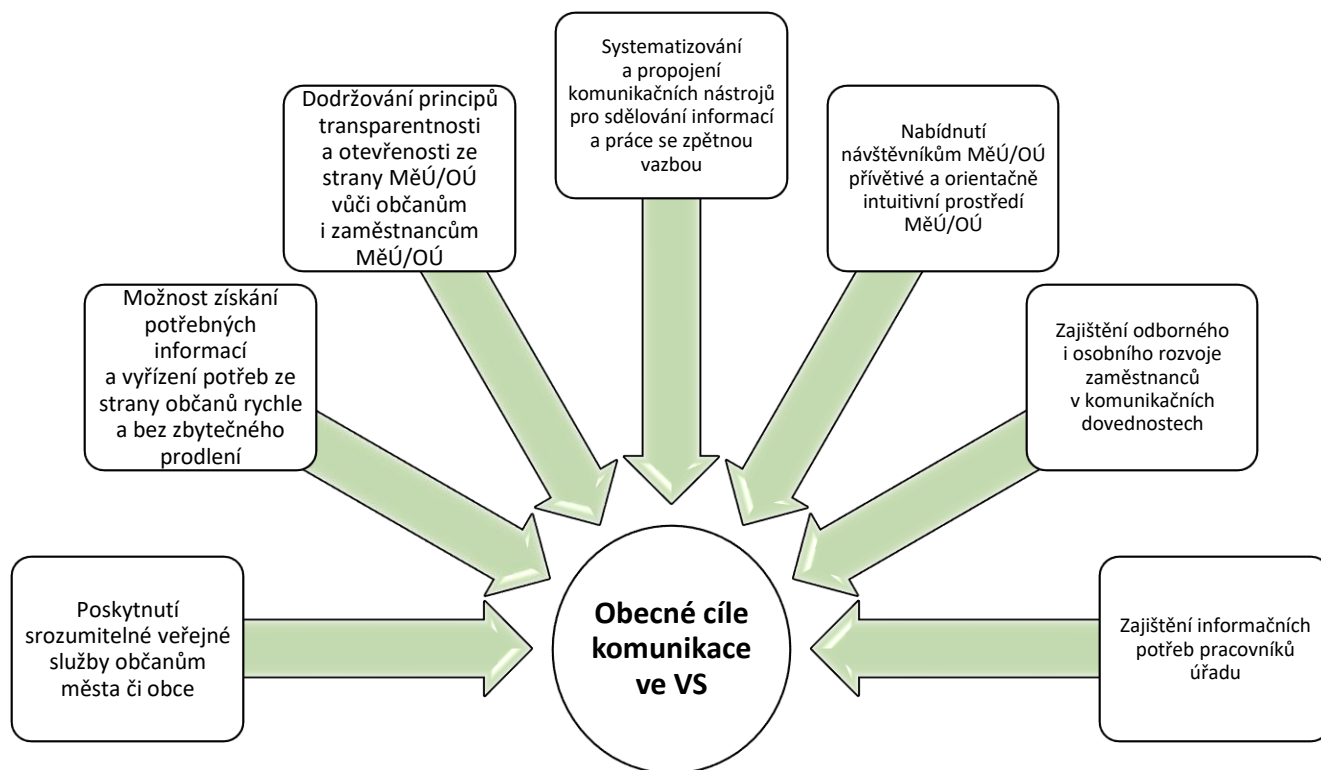 Systematizování
a propojení
komunikačních nástrojů
pro sdělování informací
a práce se zpětnou
vazbou
Dodržování principů
transparentnosti
a otevřenosti ze
strany MěÚ/OÚ
vůči občanům
i zaměstnancům
MěÚ/OÚ
Nabídnutí
návštěvníkům MěÚ/OÚ
přívětivé a orientačně
intuitivní prostředí
MěÚ/OÚ
Možnost získání
potřebných
informací
a vyřízení potřeb ze
strany občanů rychle
a bez zbytečného
prodlení
Zajištění odborného
i osobního rozvoje
zaměstnanců
v komunikačních
dovednostech
Poskytnutí
srozumitelné veřejné
služby občanům
města či obce
Obecné cíle
komunikace
ve VS
Zajištění informačních
potřeb pracovníků
úřadu